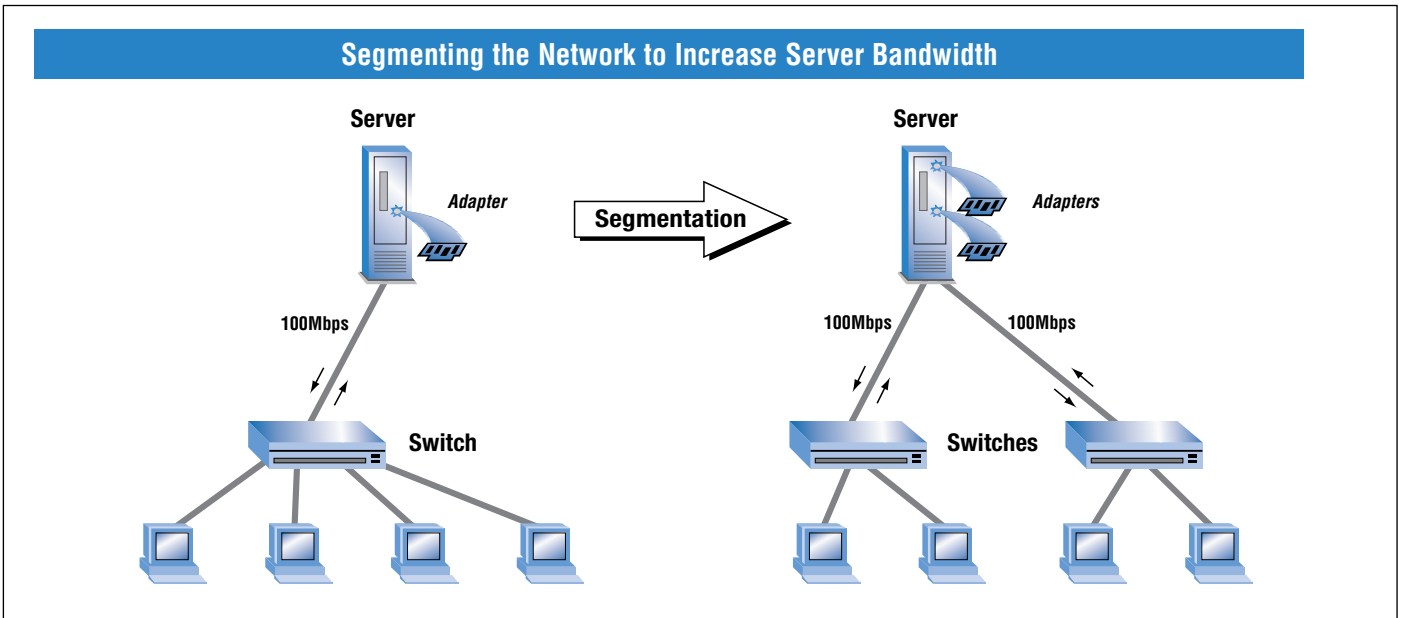 Segmenting the Network to Increase Server Bandwidth
Server
Adapter
Segmentation
Server
Adapters
100Mbps
100Mbps
100Mbps
Switch
Switches